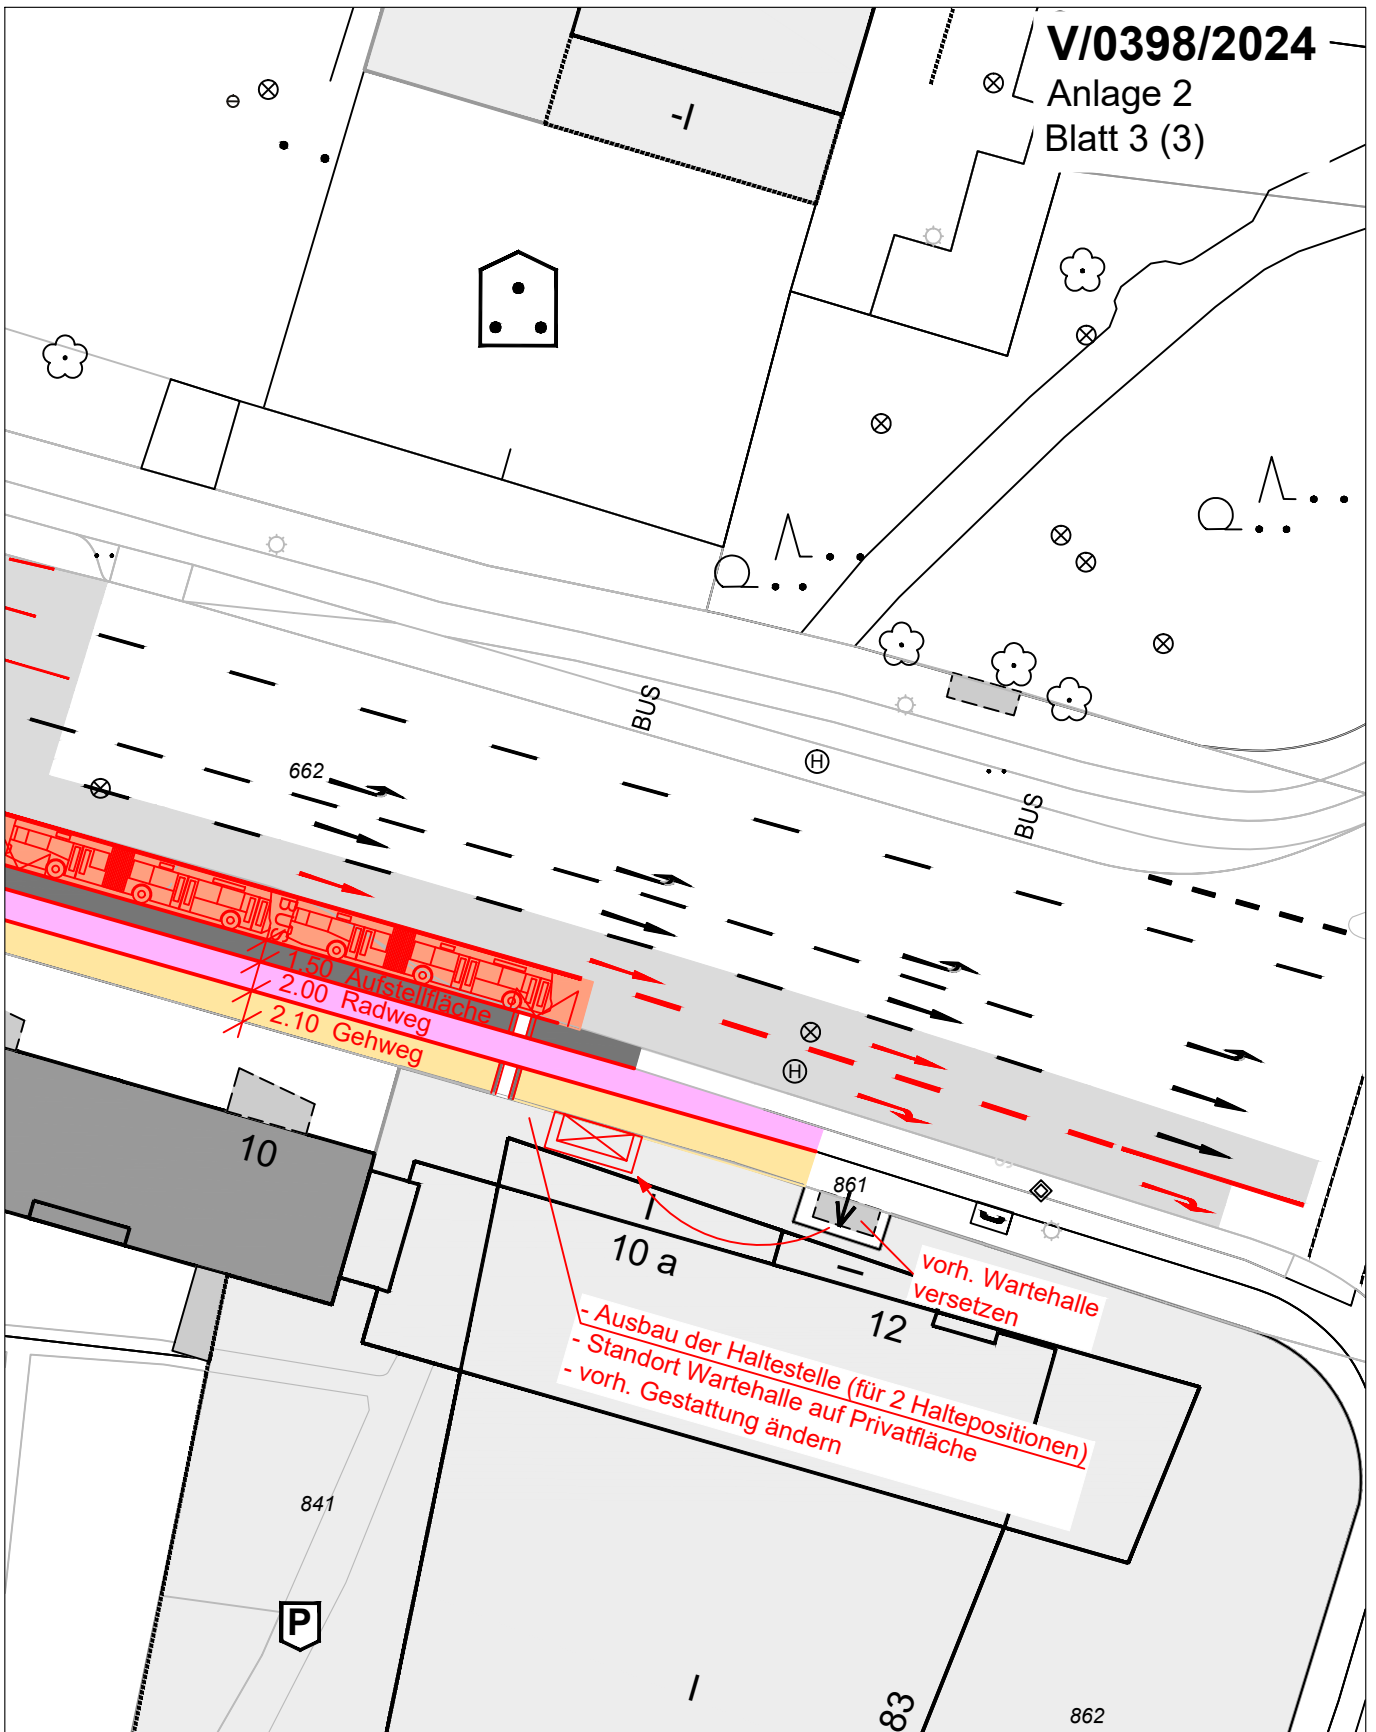 V/0398/2024
Anlage 2
Blatt 3 (3)
-I
BUS
H
662
BUS
BUS
1.50 Aufstellfläche
2.00 Radweg
2.10 Gehweg
H
10
861
I
10 a
I
vorh. Wartehalle
versetzen
12
- Ausbau der Haltestelle (für 2 Haltepositionen)
- Standort Wartehalle auf Privatfläche
- vorh. Gestattung ändern
841
P
I
83
862